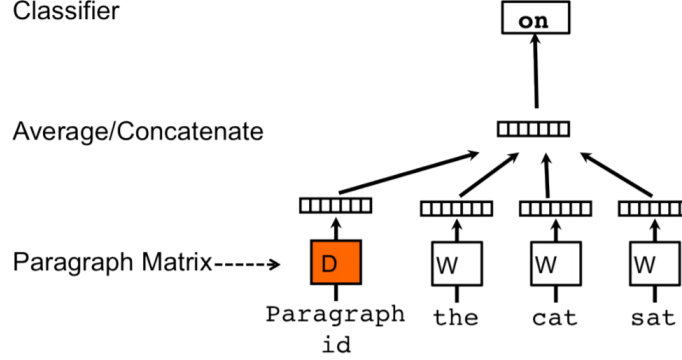 Classifier
on
Average/Concatenate
Paragraph Matrix
D W W W
Paragraph the cat sat
id